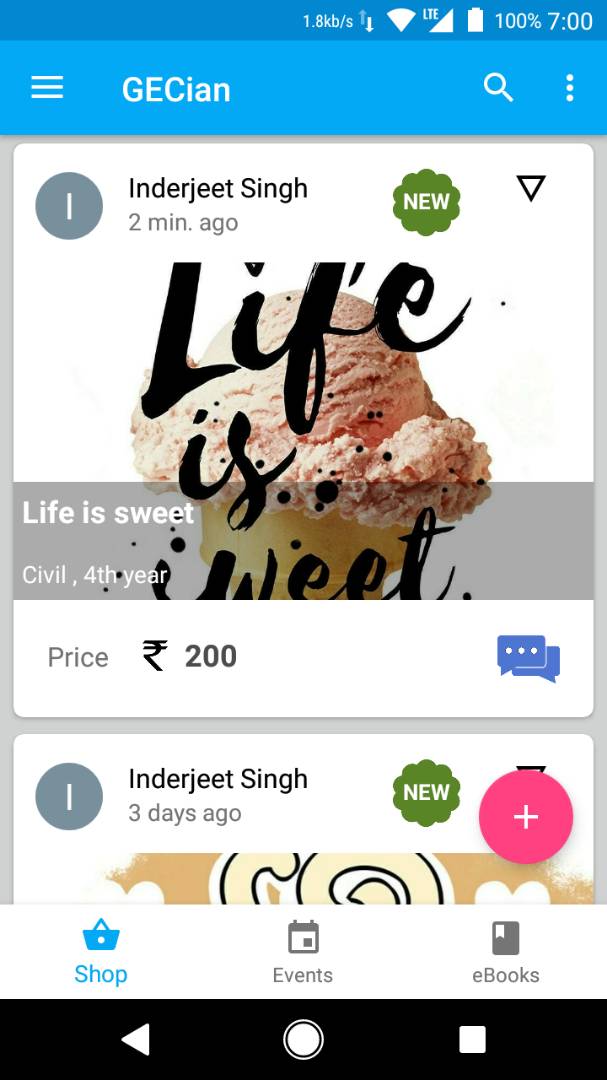 1.8kb/s LTE 100% 7:00
GECian
I
Inderjeet Singh
2 min. ago
NEW
Life
is
sweet.
Life is sweet
Civil , 4th year
Price ₹ 200
I
Inderjeet Singh
3 days ago
NEW
+
Shop
Events
eBooks